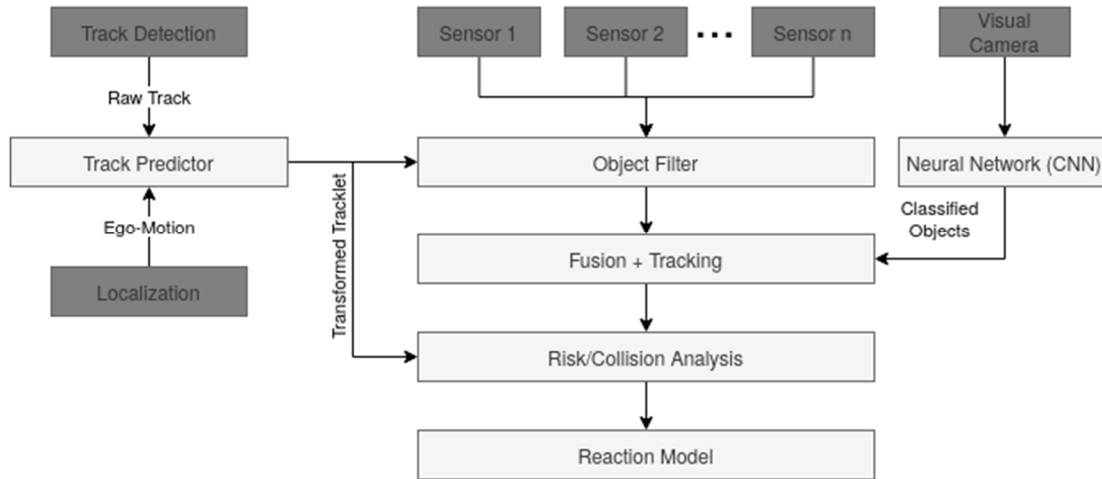 Track Detection
Sensor 1
Sensor 2
Sensor n
Visual
Camera
Raw Track
Track Predictor
Object Filter
Neural Network (CNN)
Transformed Tracklet
Ego-Motion
Classified
Objects
Fusion + Tracking
Localization
Risk/Collision Analysis
Reaction Model